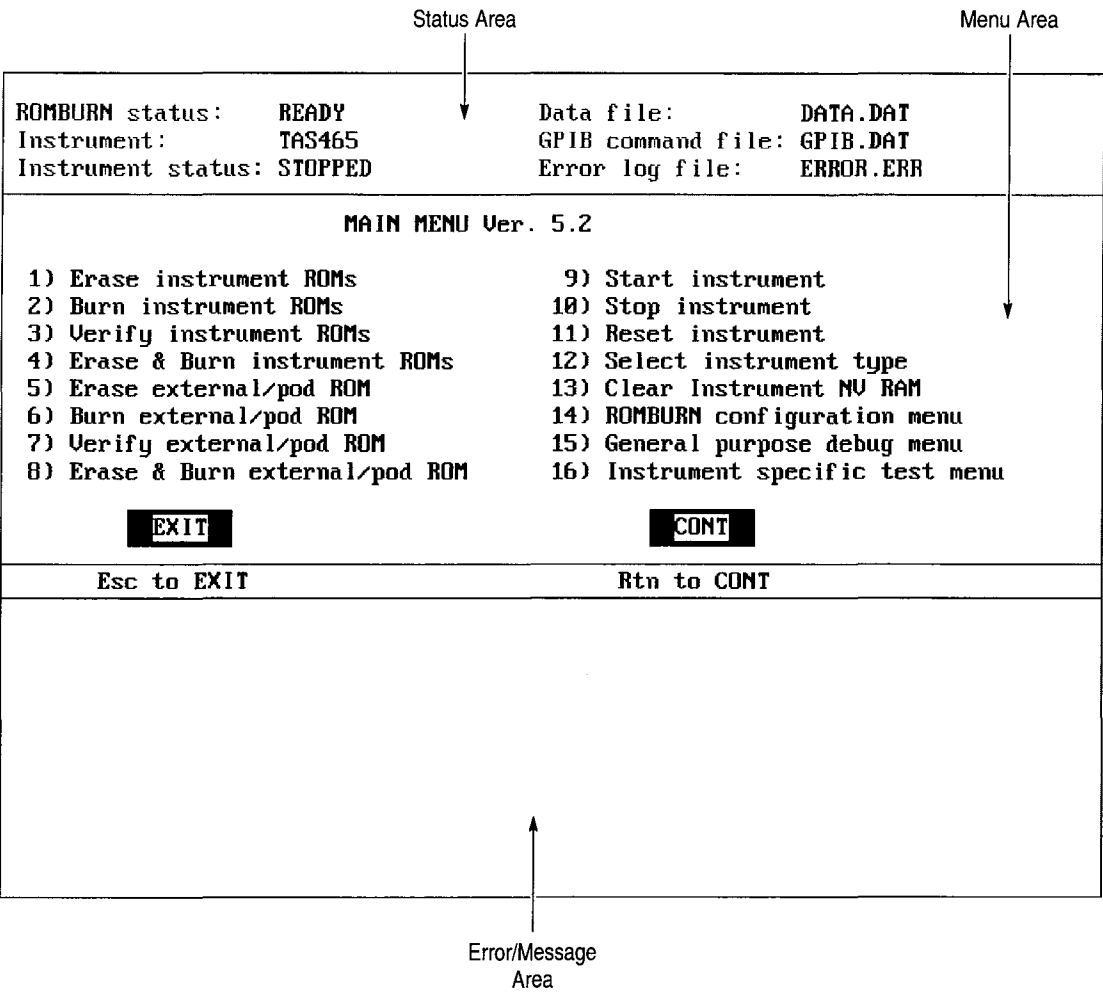 Status Area
Menu Area
ROMBURN status: READY Data file: DATA.DAT
Instrument: TAS465 GPIB command file: GPIB.DAT
Instrument status: STOPPED Error log file: ERROR.ERR
MAIN MENU Ver. 5.2
1) Erase instrument ROMs
2) Burn instrument ROMs
3) Verify instrument ROMs
4) Erase & Burn instrument ROMs
5) Erase external/pod ROM
6) Burn external/pod ROM
7) Verify external/pod ROM
8) Erase & Burn external/pod ROM
9) Start instrument
10) Stop instrument
11) Reset instrument
12) Select instrument type
13) Clear Instrument NV RAM
14) ROMBURN configuration menu
15) General purpose debug menu
16) Instrument specific test menu
EXIT CONT
Esc to EXIT Rtn to CONT
Error/Message
Area